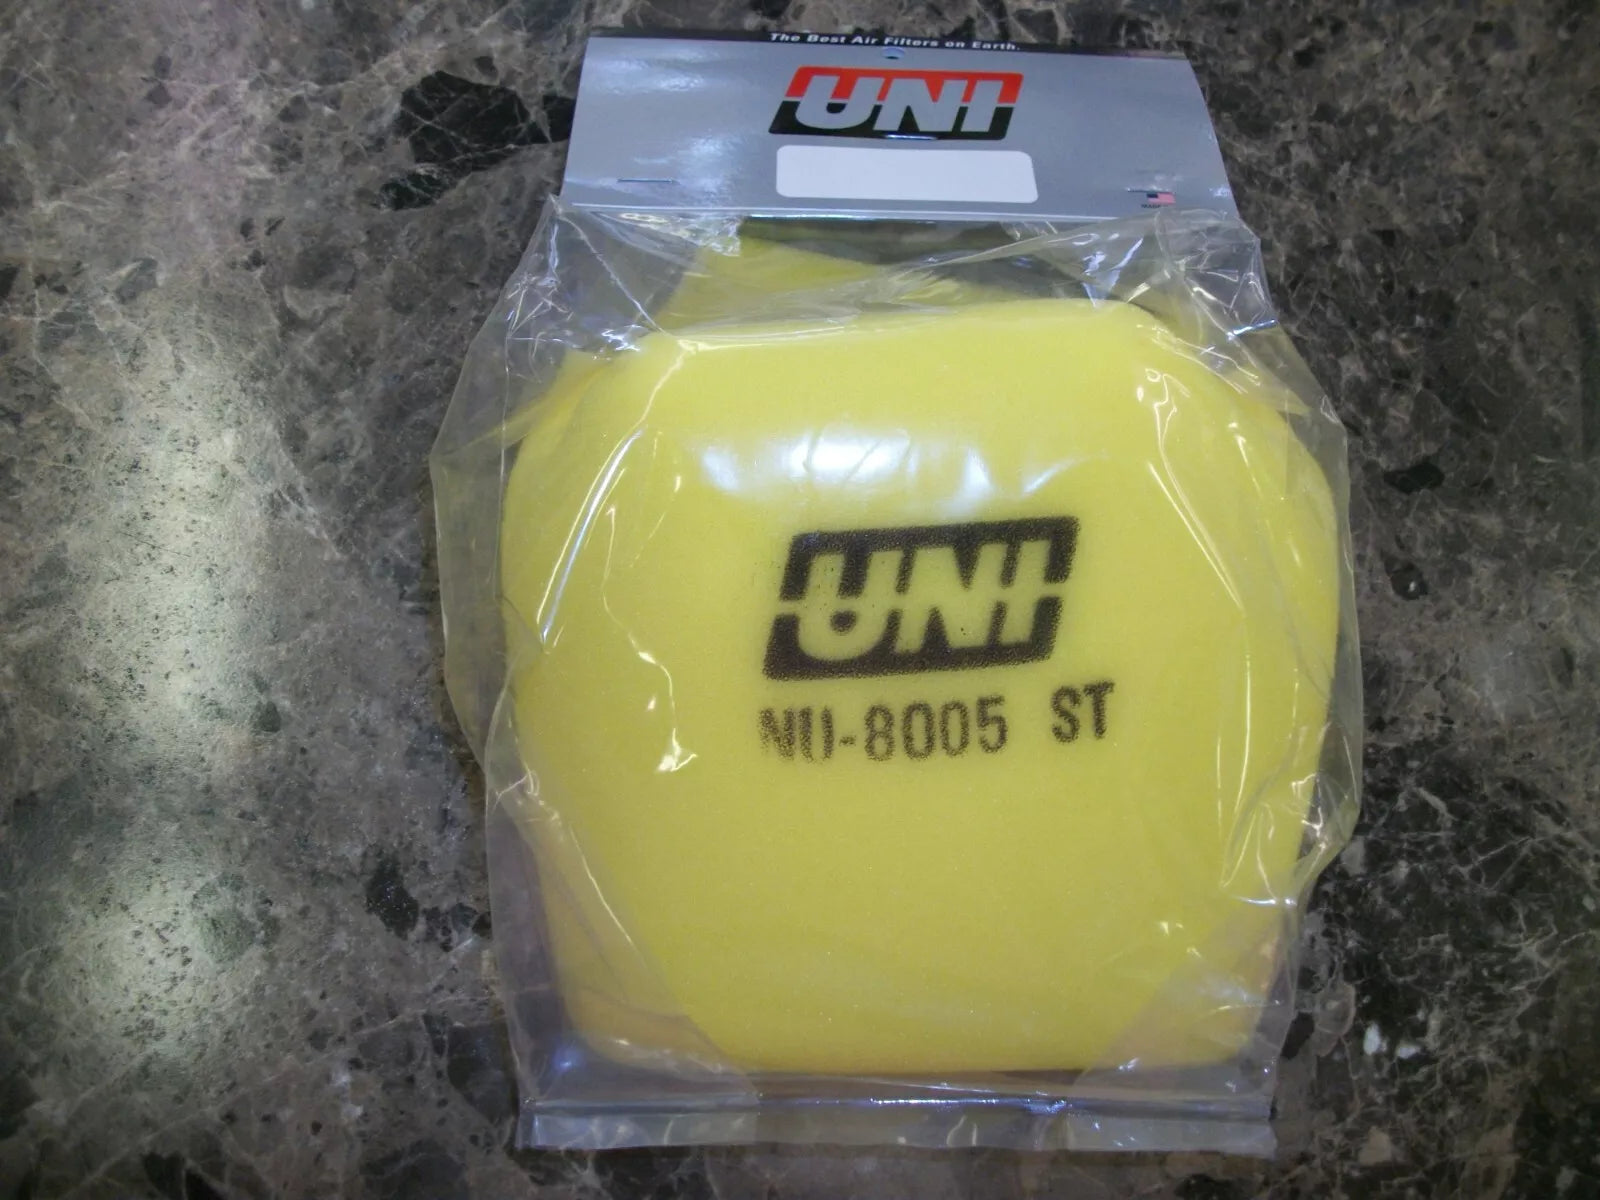 The Best Air Filters on Earth.
UNI
UNI
NU-8005 ST